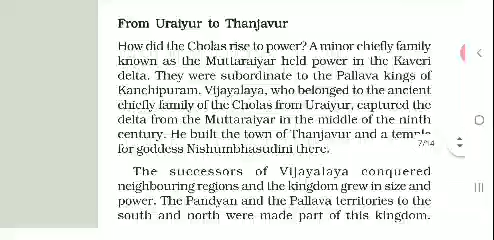 From Uraiyur to Thanjavur
How did the Cholas rise to power? A minor chiefly family
known as the Muttaraiyar held power in the Kaveri
delta. They were subordinate to the Pallava kings of
Kanchipuram. Vijayalaya, who belonged to the ancient
chiefly family of the Cholas from Uraiyur, captured the
delta from the Muttaraiyar in the middle of the ninth
century. He built the town of Thanjavur and a temple
for goddess Nishumbhasudini there.
7/14
The successors of Vijayalaya conquered
neighbouring regions and the kingdom grew in size and
power. The Pandyan and the Pallava territories to the
south and north were made part of this kingdom.